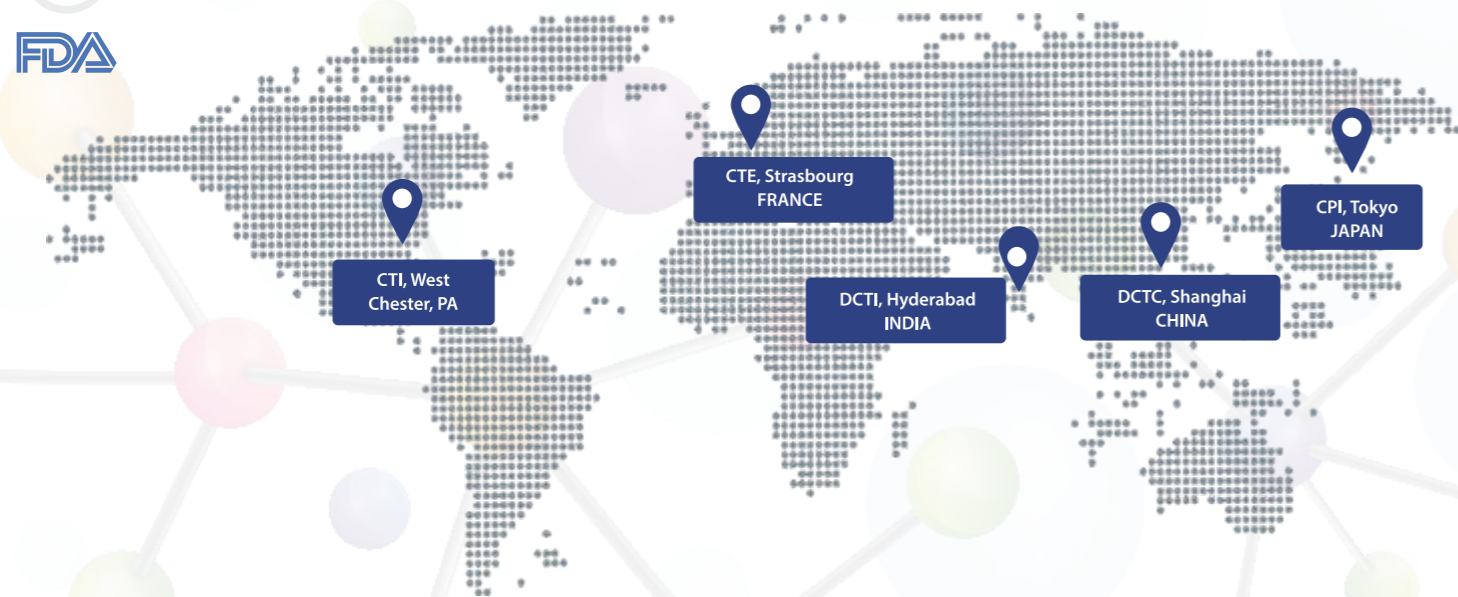 FDA
CTE, Strasbourg
FRANCE
CPI, Tokyo
JAPAN
CTI, West
Chester, PA
DCTI, Hyderabad
INDIA
DCTC, Shanghai
CHINA